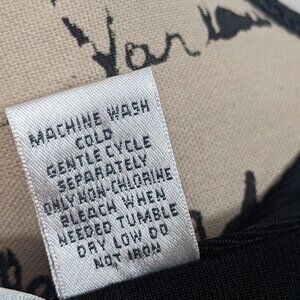 MACHINE WASH
COLD
GENTLE CYCLE
SEPARATELY
ONLY NON-CHLORINE
BLEACH WHEN
NEEDED TUMBLE
DRY LOW DO
NOT IRON